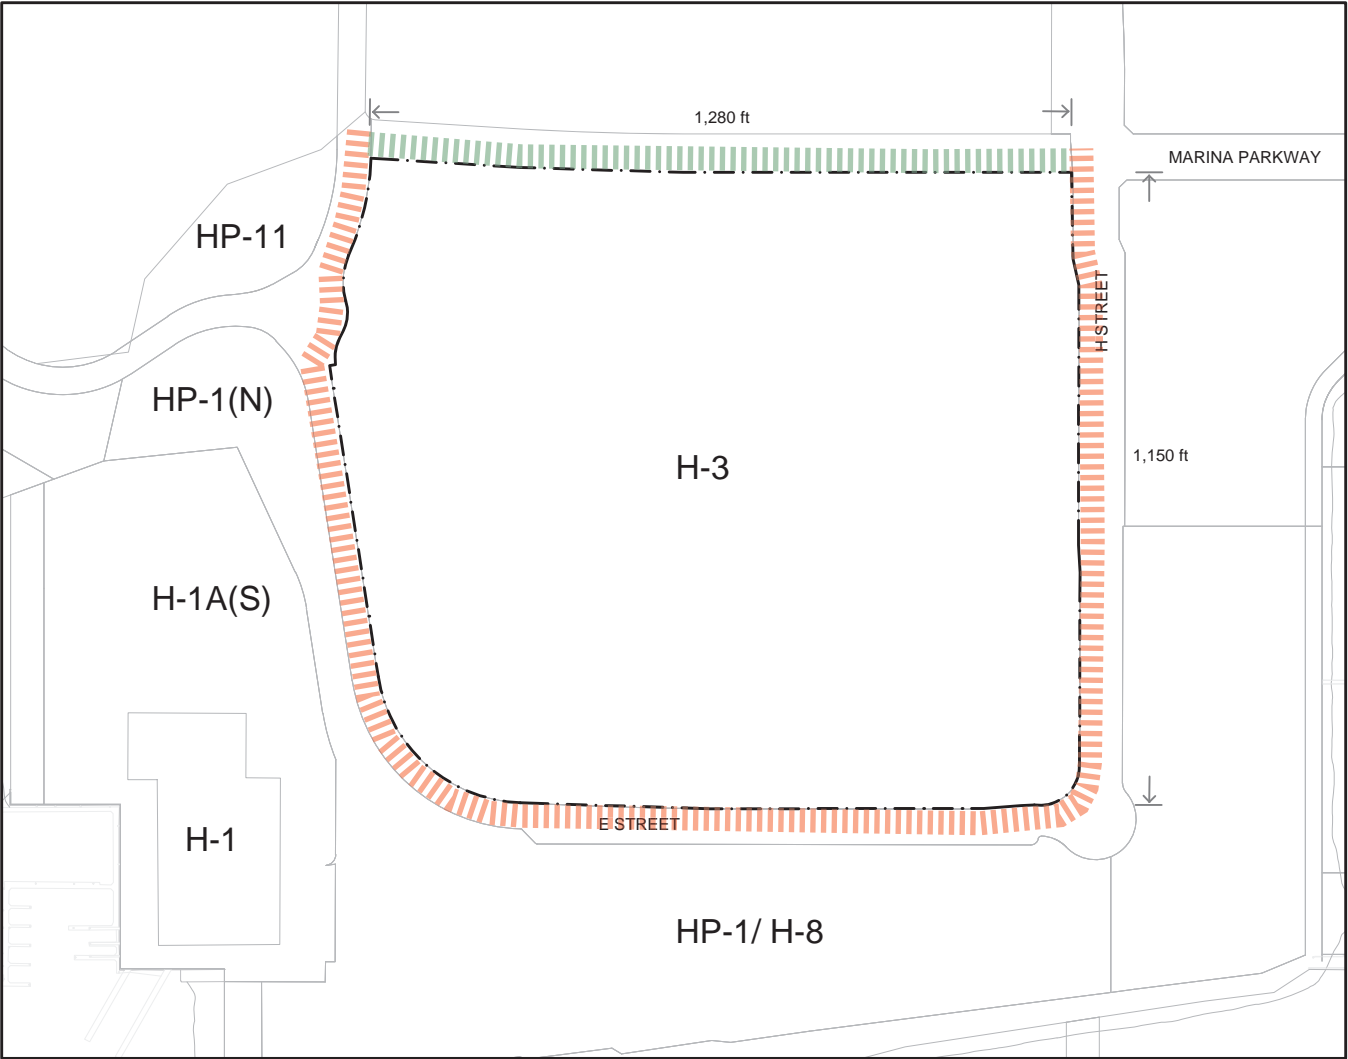 1,280 ft
MARINA PARKWAY
HP-11
H STREET
HP-1(N)
1,150 ft
H-3
H-1A(S)
E STREET
H-1
HP-1/ H-8